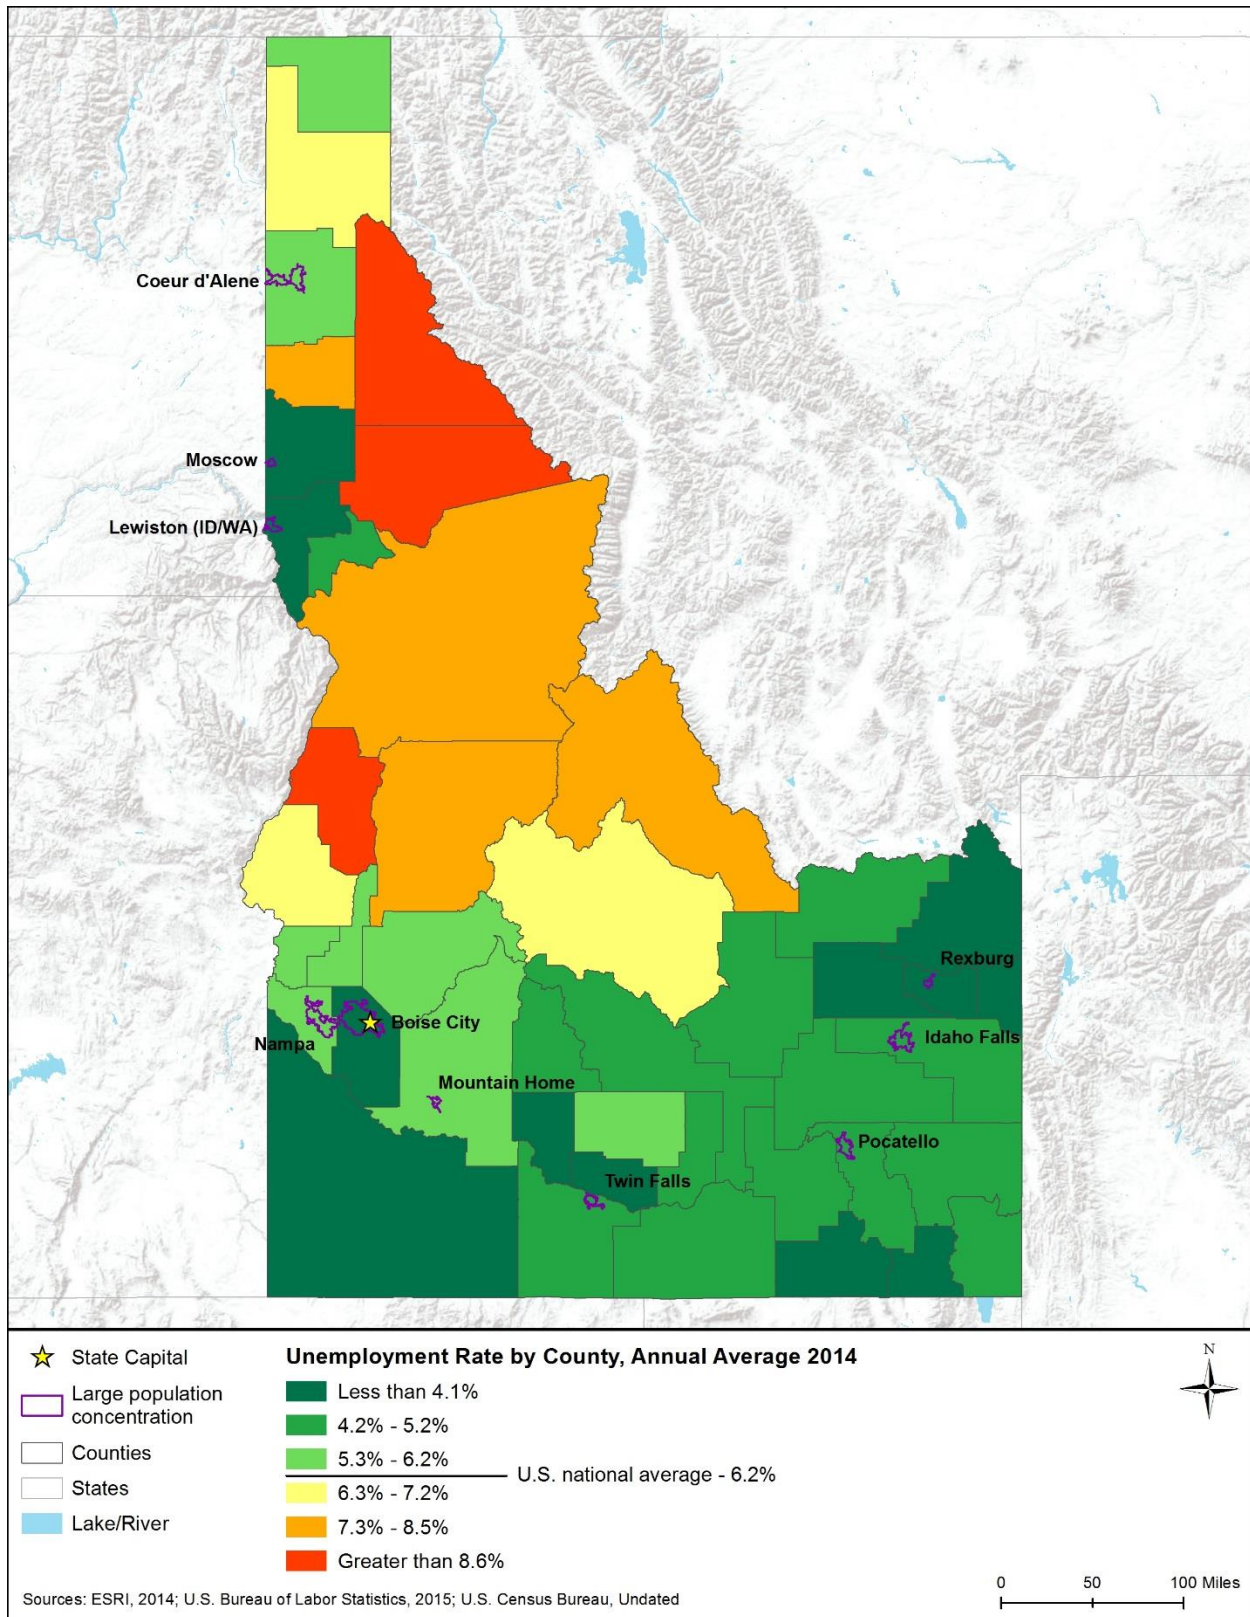 Coeur d'Alene
Moscow
Lewiston (ID/WA)
Rexburg
Boise City
Nampa
Idaho Falls
Mountain Home
Pocatello
Twin Falls
State Capital
Large population
concentration
Counties
States
Lake/River
Unemployment Rate by County, Annual Average 2014
Less than 4.1%
4.2% - 5.2%
5.3% - 6.2%
U.S. national average - 6.2%
6.3% - 7.2%
7.3% - 8.5%
Greater than 8.6%
N
0 50 100 Miles
Sources: ESRI, 2014; U.S. Bureau of Labor Statistics, 2015; U.S. Census Bureau, Undated